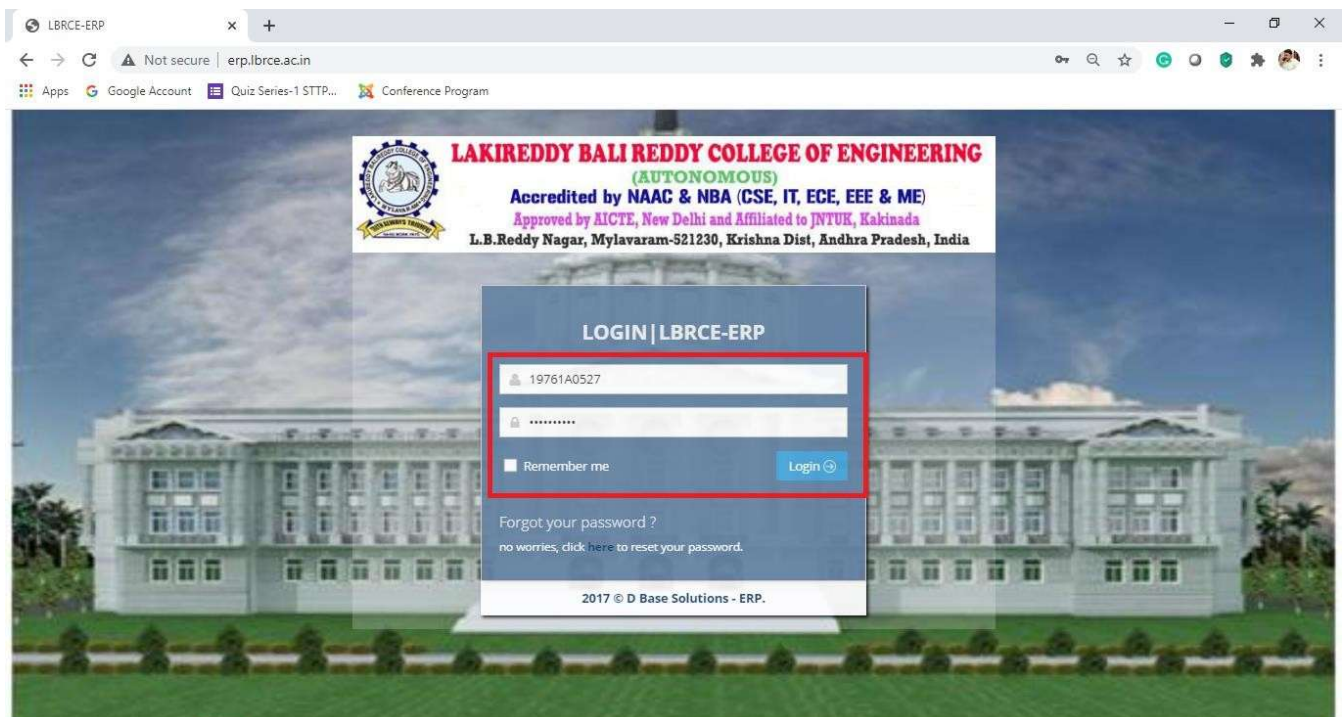 LBRCE-ERP
Not secure | erp.lbrce.ac.in
Apps Google Account Quiz Series-1 STTP... Conference Program
LAKIREDDY BALI REDDY COLLEGE OF ENGINEERING
(AUTONOMOUS)
Accredited by NAAC & NBA (CSE, IT, ECE, EEE & ME)
Approved by AICTE, New Delhi and Affiliated to JNTUK, Kakinada
L.B.Reddy Nagar, Mylavaram-521230, Krishna Dist, Andhra Pradesh, India
LOGIN|LBRCE-ERP
19761A0527
••••••••••
Remember me Login
Forgot your password ?
no worries, click here to reset your password.
2017 © D Base Solutions - ERP.